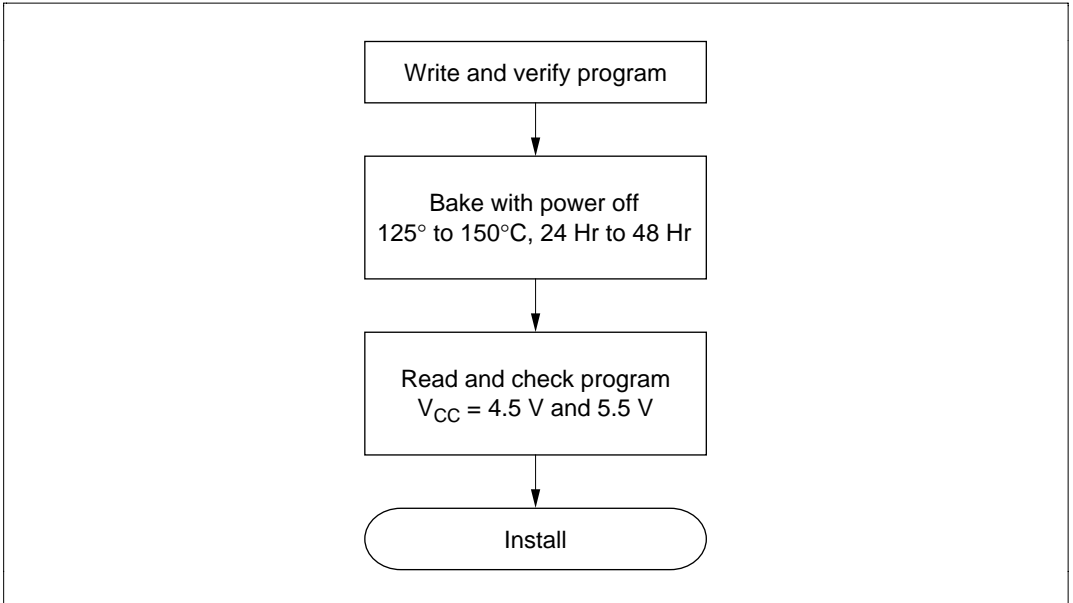 Write and verify program
Bake with power off
125° to 150°C, 24 Hr to 48 Hr
Read and check program
VCC = 4.5 V and 5.5 V
Install